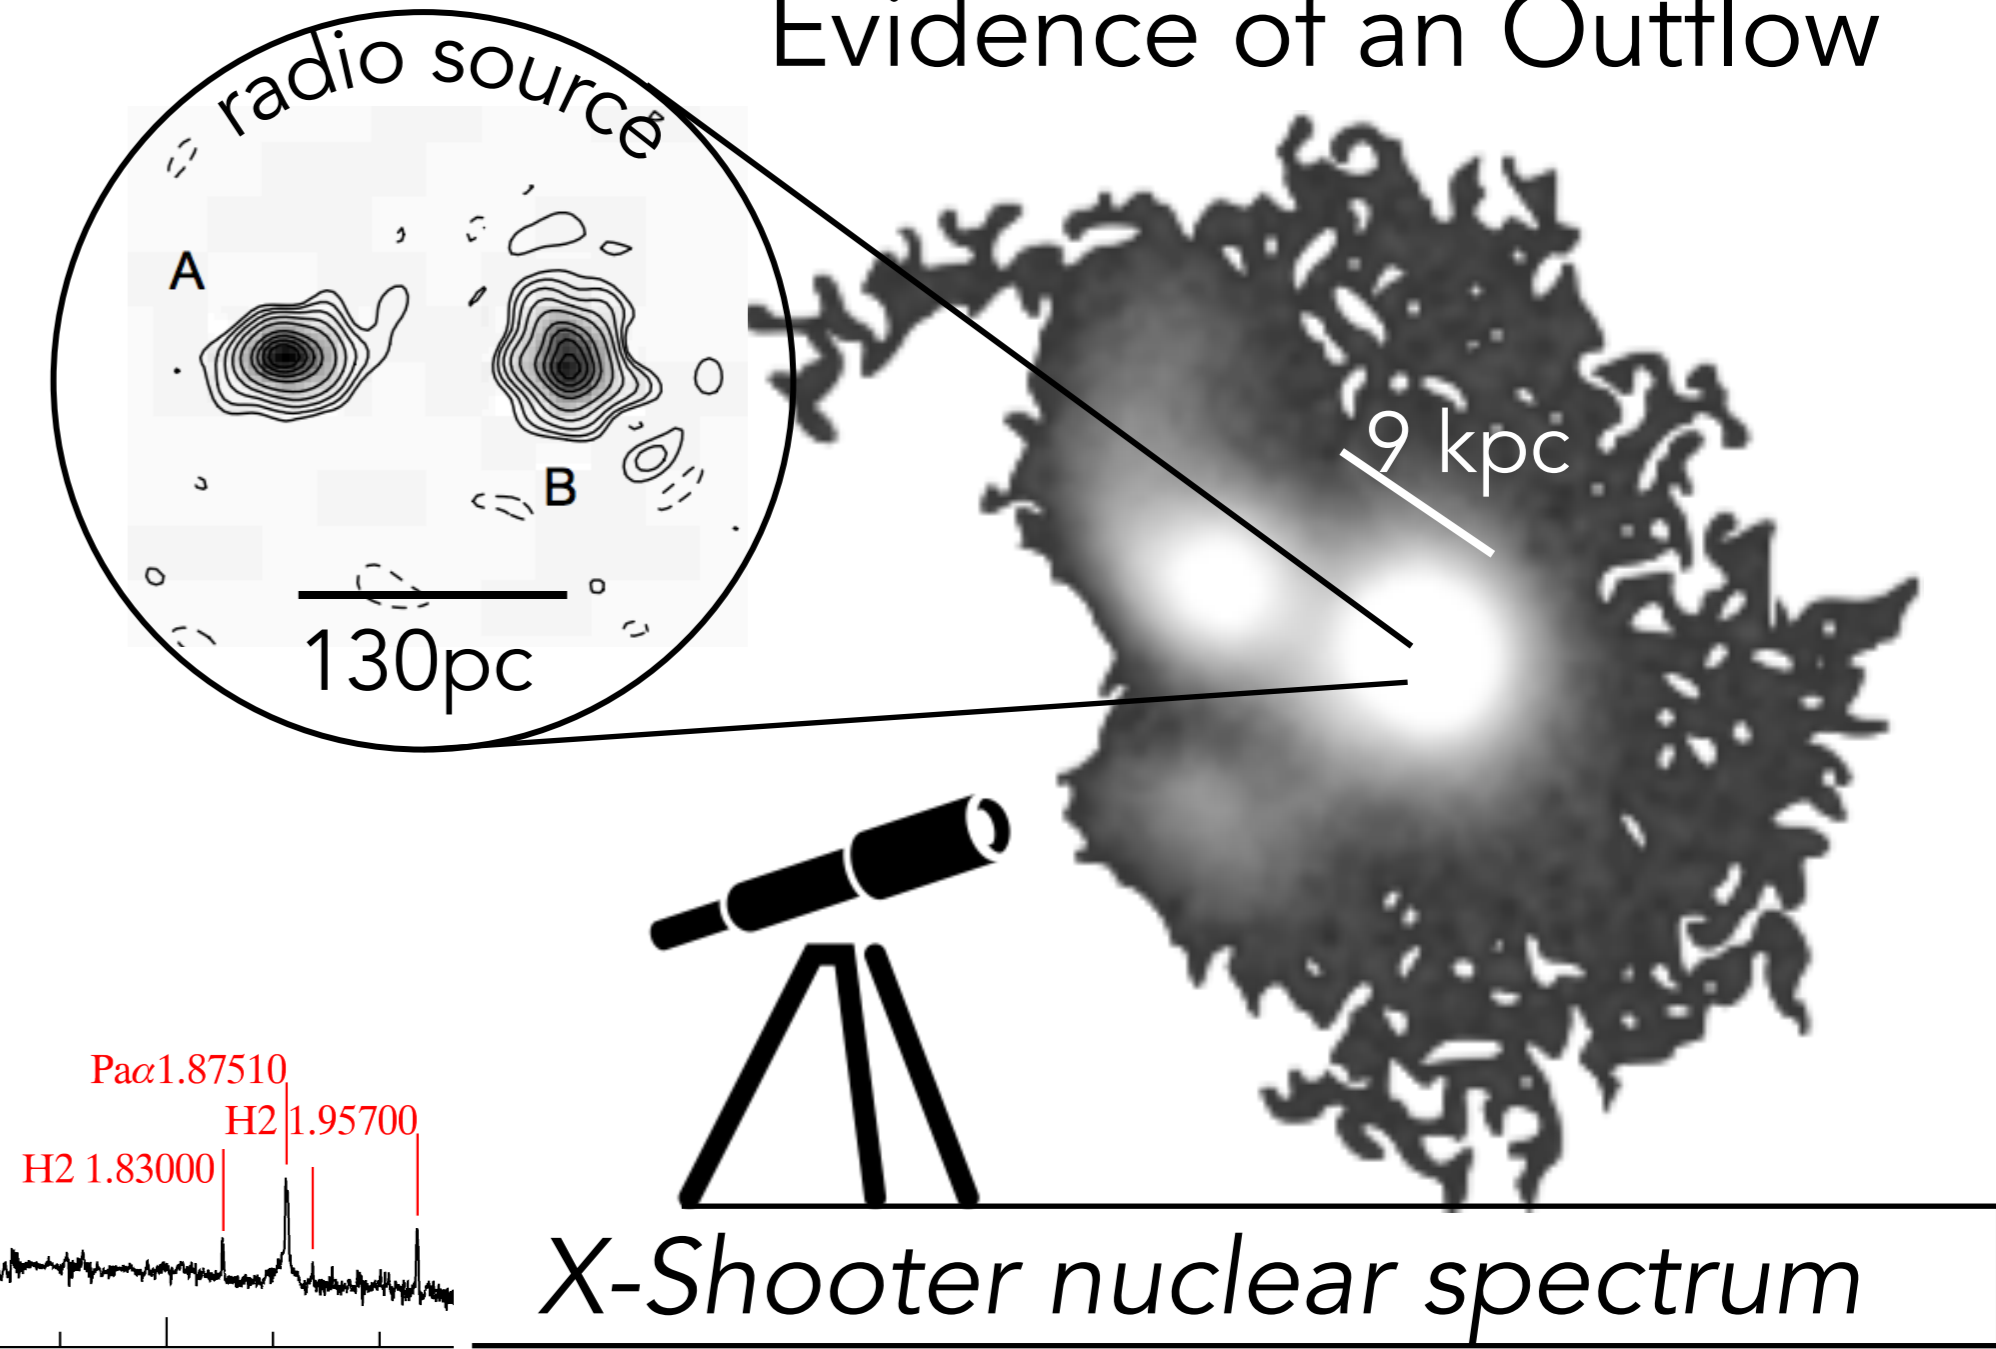 Evidence of an Outflow
radio source
A
B
130pc
9 kpc
Paα1.87510
H2 1.95700
H2 1.83000
X-Shooter nuclear spectrum